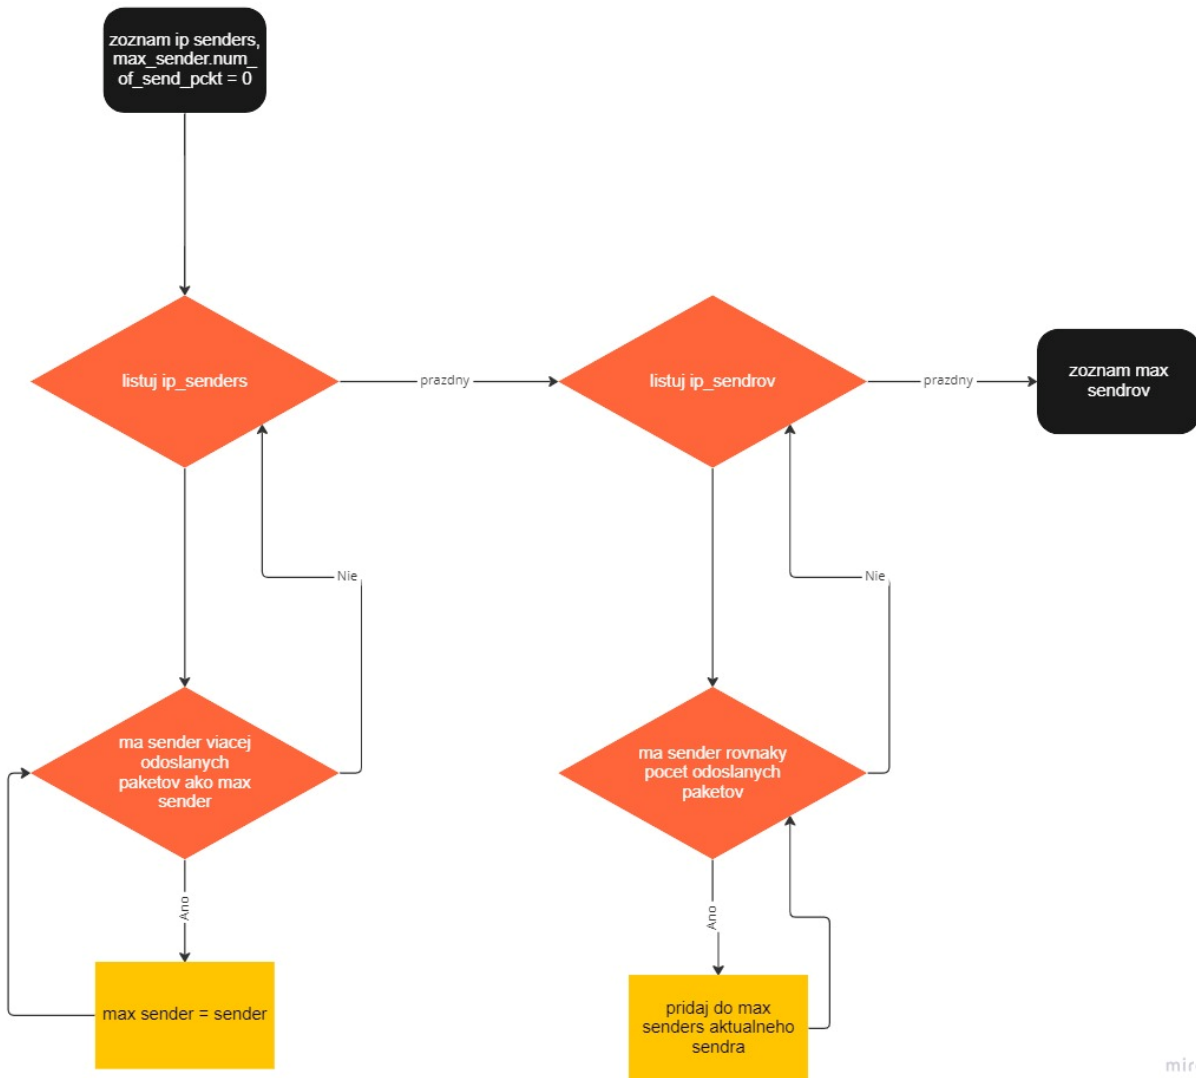 zoznam ip senders,
max_sender.num_
of_send_pckt = 0
listuj ip_senders
prazdny
listuj ip_sendrov
prazdny
zoznam max
sendrov
Nie
Nie
ma sender viacej
odoslanych
paketov ako max
sender
ma sender rovnaky
pocet odoslanych
paketov
Ano
Ano
max sender = sender
pridaj do max
senders aktualneho
sendra